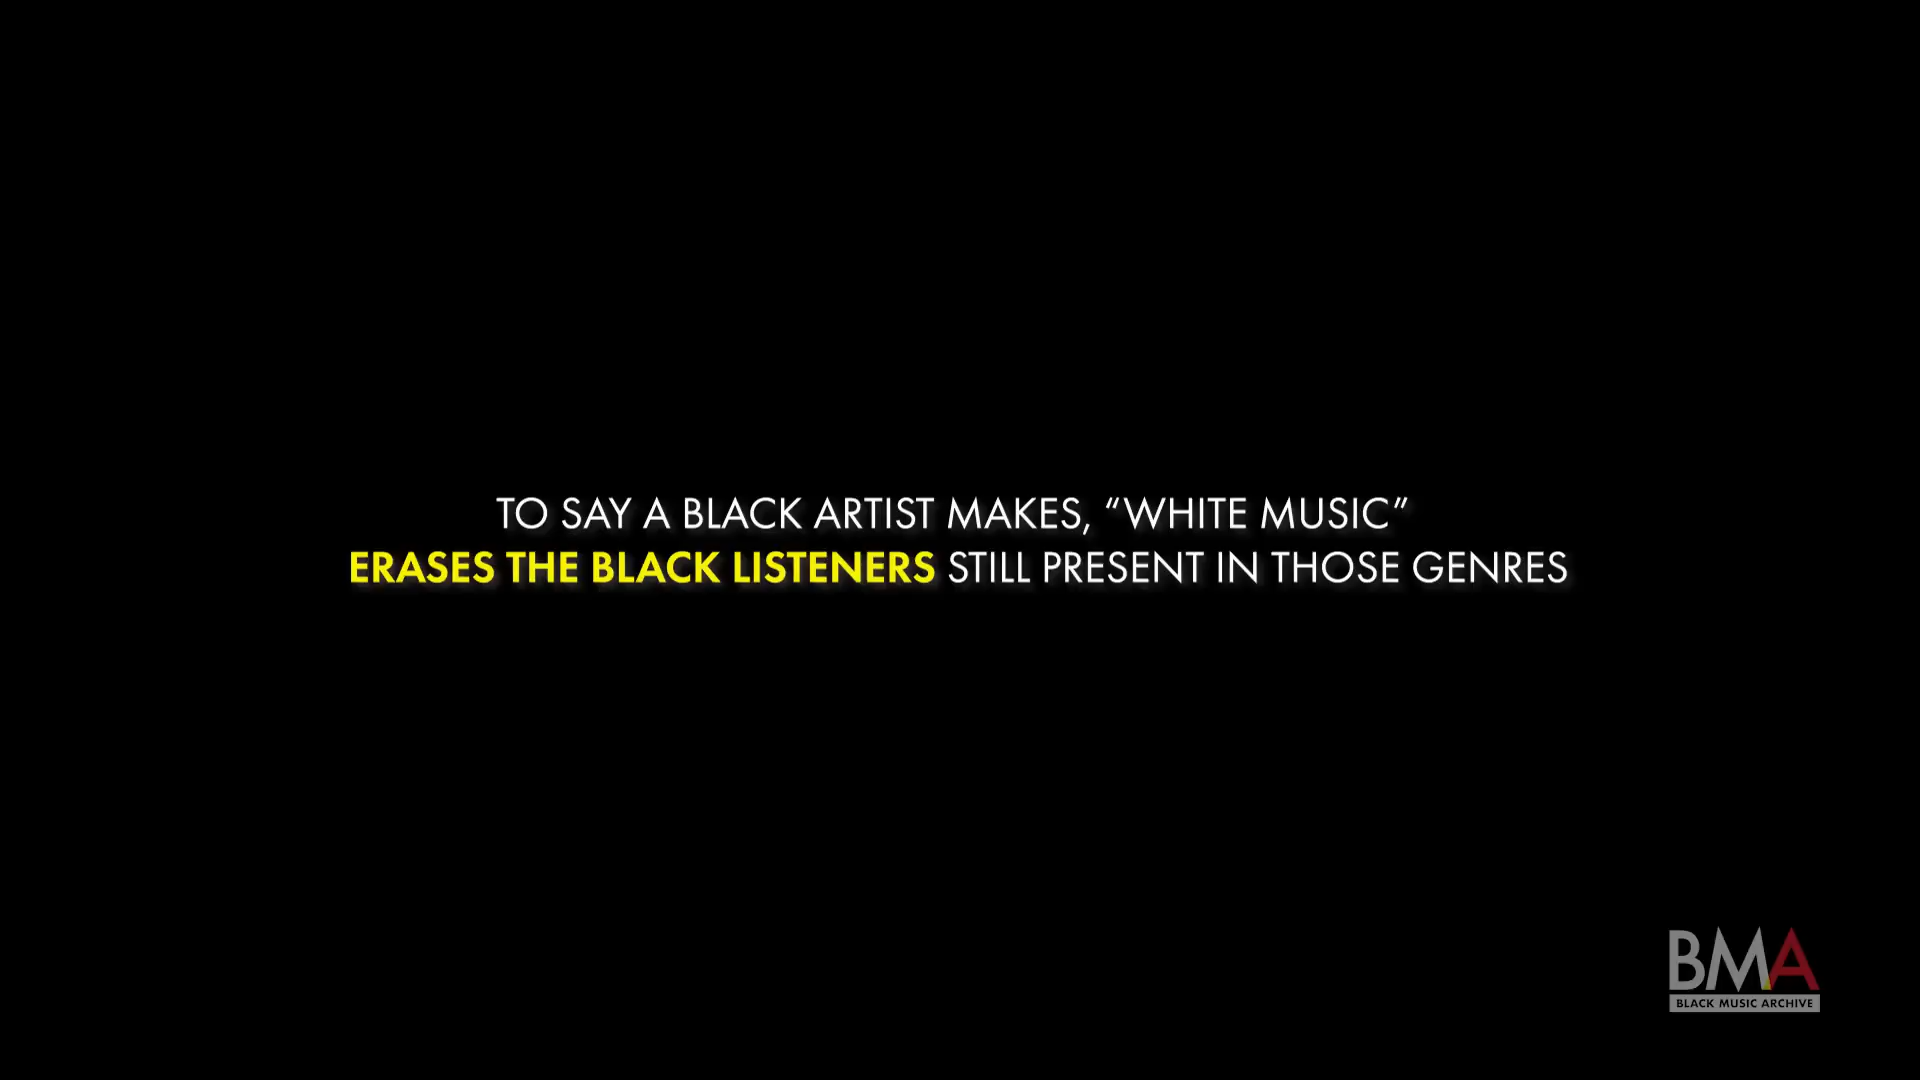 TO SAY A BLACK ARTIST MAKES, “WHITE MUSIC”
ERASES THE BLACK LISTENERS STILL PRESENT IN THOSE GENRES
BMA
BLACK MUSIC ARCHIVE